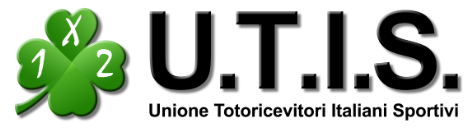 1 X 2
U.T.I.S.
Unione Totoricevitori Italiani Sportivi